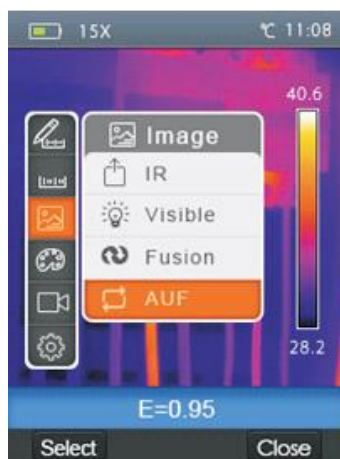 15X ℃ 11:08
40.6
Image
IR
Visible
Fusion
AUF
28.2
E=0.95
Select Close